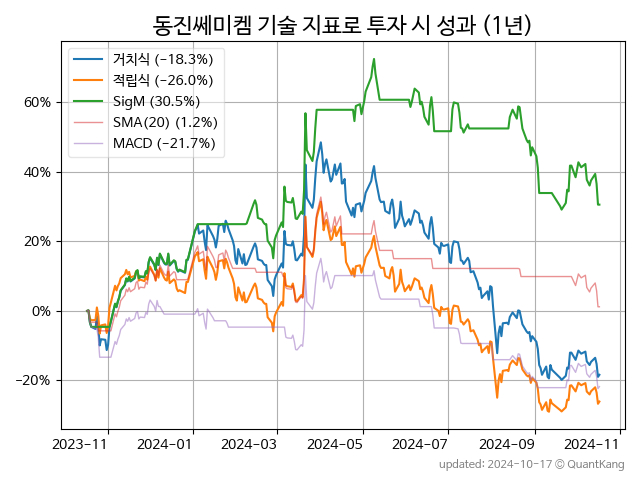 동진쎄미켐 기술 지표로 투자 시 성과 (1년)
거치식 (−18.3%)
적립식 (−26.0%)
SigM (30.5%)
SMA(20) (1.2%)
MACD (−21.7%)
60%
40%
20%
0%
−20%
2023-11 2024-01 2024-03 2024-05 2024-07 2024-09 2024-11
updated: 2024-10-17 © QuantKang